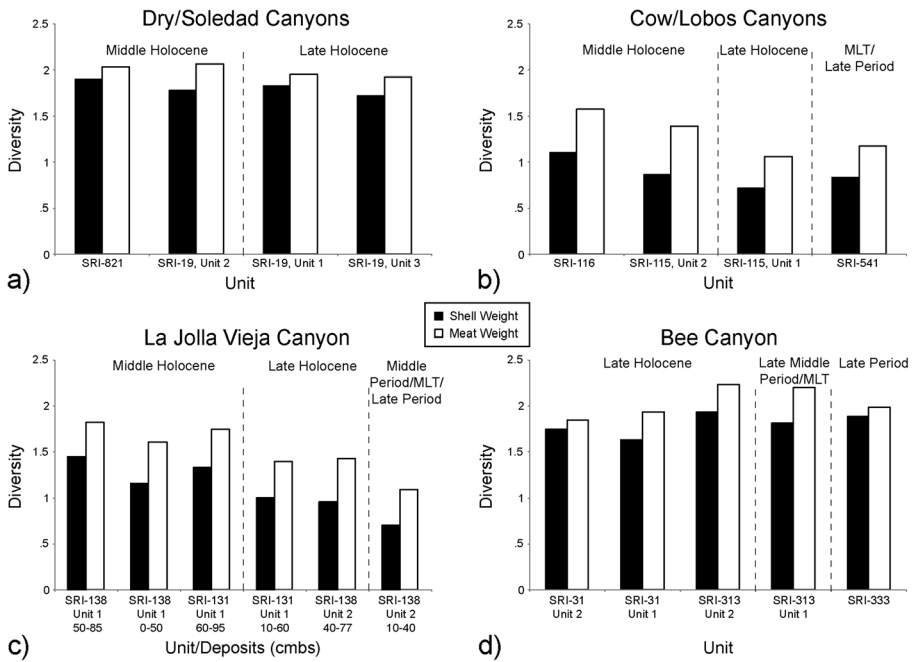 Dry/Soledad Canyons
Middle Holocene
Late Holocene
2.5
2
1.5
1
.5
0
Diversity
SRI-821
SRI-19, Unit 2
SRI-19, Unit 1
SRI-19, Unit 3
Unit
a)
Cow/Lobos Canyons
Middle Holocene
Late Holocene
MLT/
Late Period
2.5
2
1.5
1
.5
0
Diversity
SRI-116
SRI-115, Unit 2
SRI-115, Unit 1
SRI-541
Unit
b)
Shell Weight
Meat Weight
La Jolla Vieja Canyon
Middle Holocene
Late Holocene
Middle
Period/MLT/
Late Period
2.5
2
1.5
1
.5
0
Diversity
SRI-138
Unit 1
50-85
SRI-138
Unit 1
0-50
SRI-131
Unit 1
60-95
SRI-131
Unit 1
10-60
SRI-138
Unit 2
40-77
SRI-138
Unit 2
10-40
Unit/Deposits (cmbs)
c)
Bee Canyon
Late Holocene
Late Middle
Period/MLT
Late Period
2.5
2
1.5
1
.5
0
Diversity
SRI-31
Unit 2
SRI-31
Unit 1
SRI-313
Unit 2
SRI-313
Unit 1
SRI-333
Unit
d)